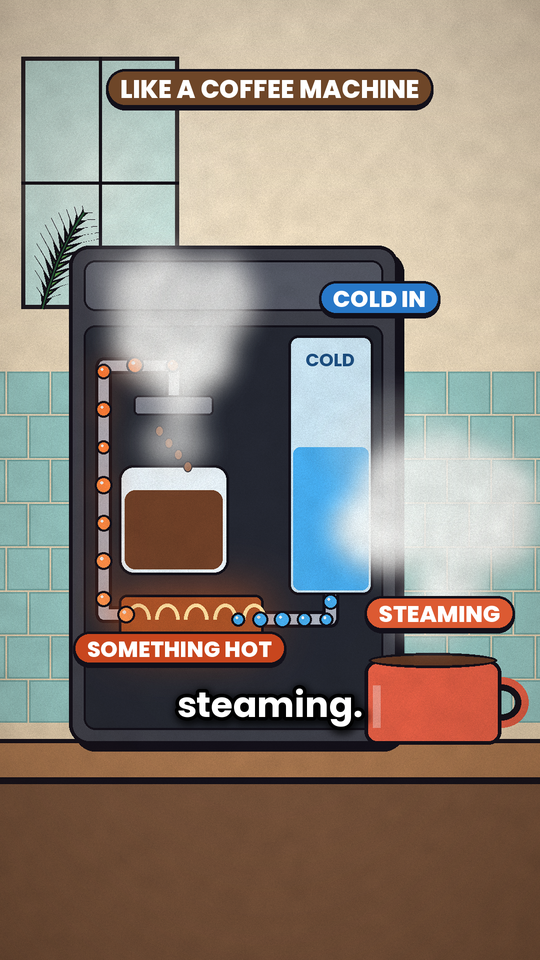 LIKE A COFFEE MACHINE
COLD IN
COLD
STEAMING
SOMETHING HOT
steaming.